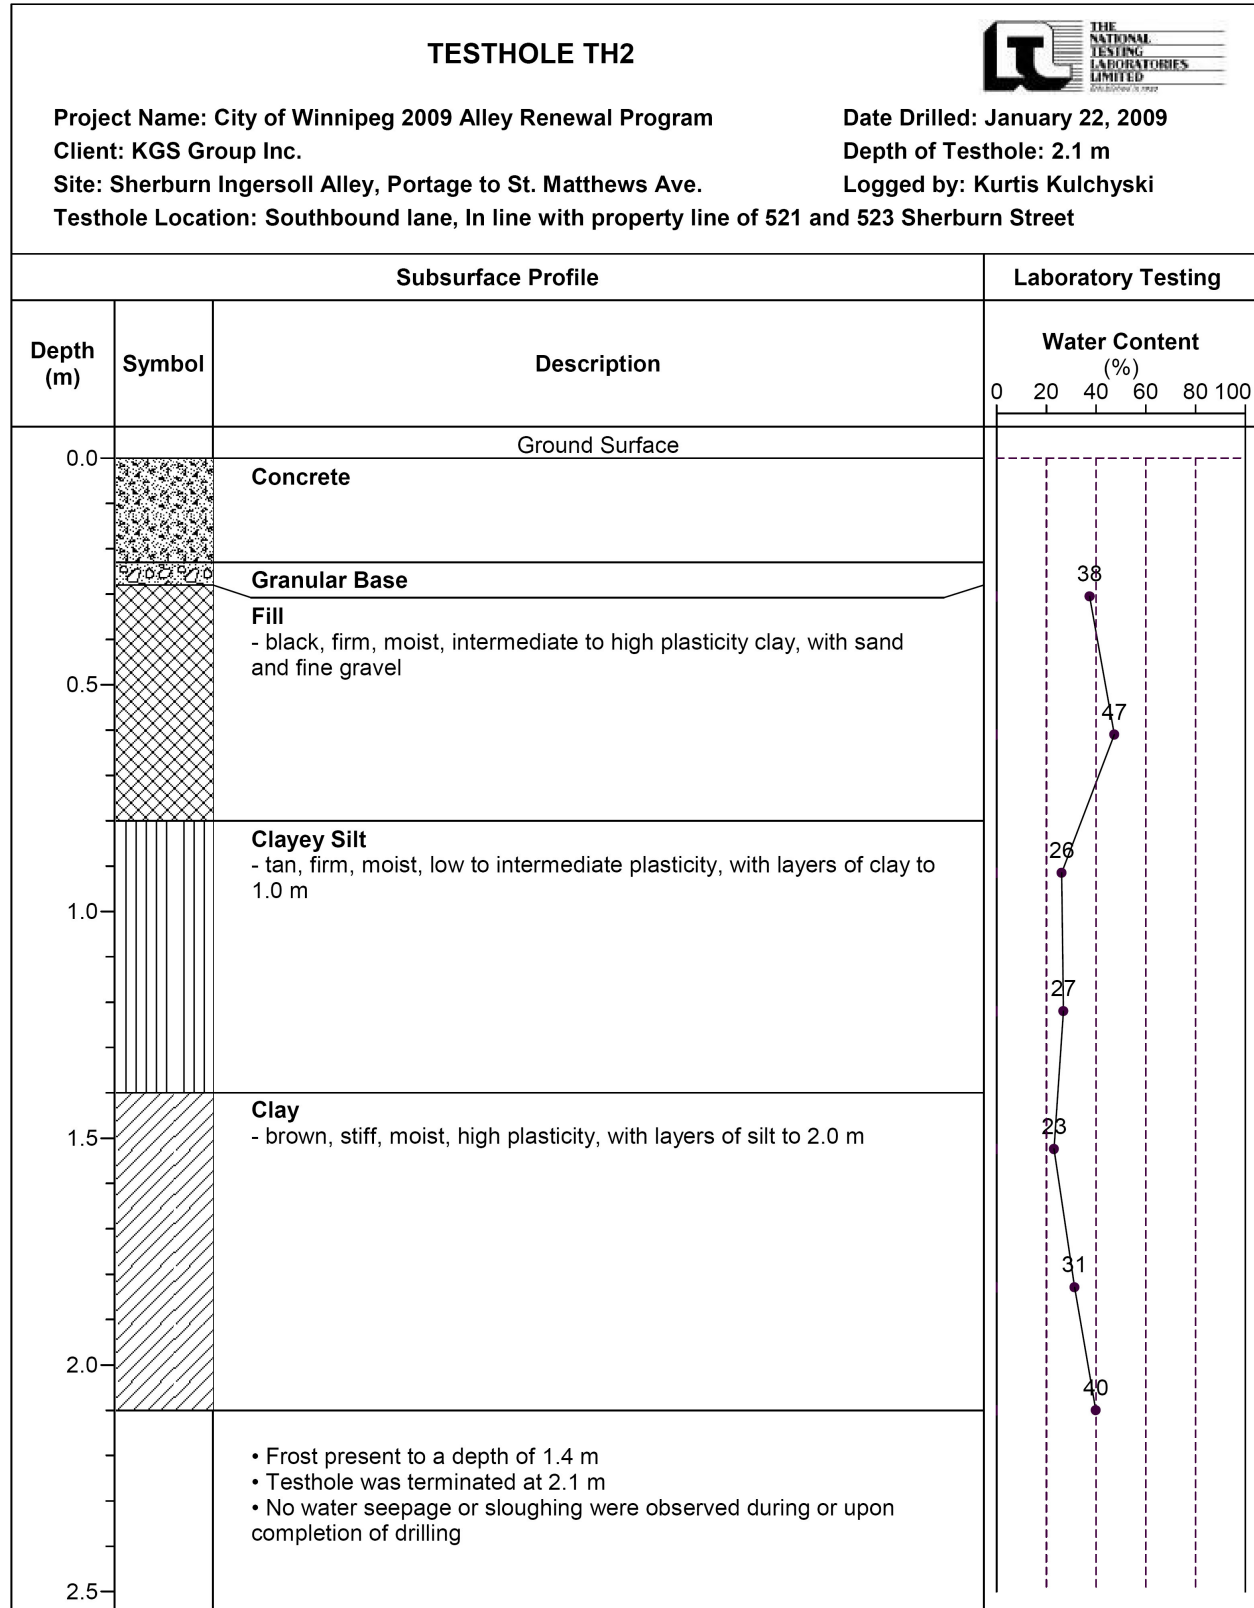 TESTHOLE TH2
THE
NATIONAL
TESTING
LABORATORIES
LIMITED
Established in 1923
Project Name: City of Winnipeg 2009 Alley Renewal Program
Date Drilled: January 22, 2009
Client: KGS Group Inc.
Depth of Testhole: 2.1 m
Site: Sherburn Ingersoll Alley, Portage to St. Matthews Ave.
Logged by: Kurtis Kulchyski
Testhole Location: Southbound lane, In line with property line of 521 and 523 Sherburn Street
Subsurface Profile
Laboratory Testing
Depth
(m)
Symbol
Description
Water Content
(%)
0 20 40 60 80 100
Ground Surface
0.0
Concrete
Granular Base
38
Fill
- black, firm, moist, intermediate to high plasticity clay, with sand
and fine gravel
0.5
47
Clayey Silt
- tan, firm, moist, low to intermediate plasticity, with layers of clay to
1.0 m
26
1.0
27
Clay
- brown, stiff, moist, high plasticity, with layers of silt to 2.0 m
1.5
23
31
2.0
40
• Frost present to a depth of 1.4 m
• Testhole was terminated at 2.1 m
• No water seepage or sloughing were observed during or upon
completion of drilling
2.5